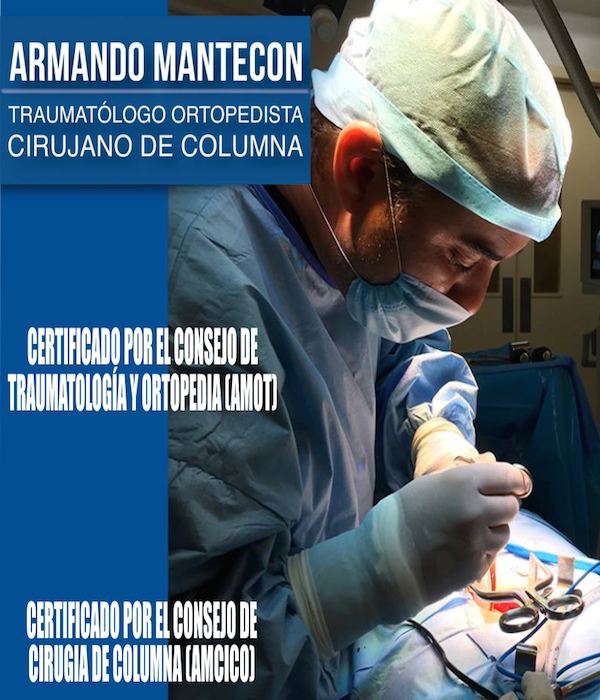 ARMANDO MANTECON
TRAUMATÓLOGO ORTOPEDISTA
CIRUJANO DE COLUMNA
CERTIFICADO POR EL CONSEJO DE
TRAUMATOLOGÍA Y ORTOPEDIA (AMOT)
CERTIFICADO POR EL CONSEJO DE
CIRUGIA DE COLUMNA (AMCICO)